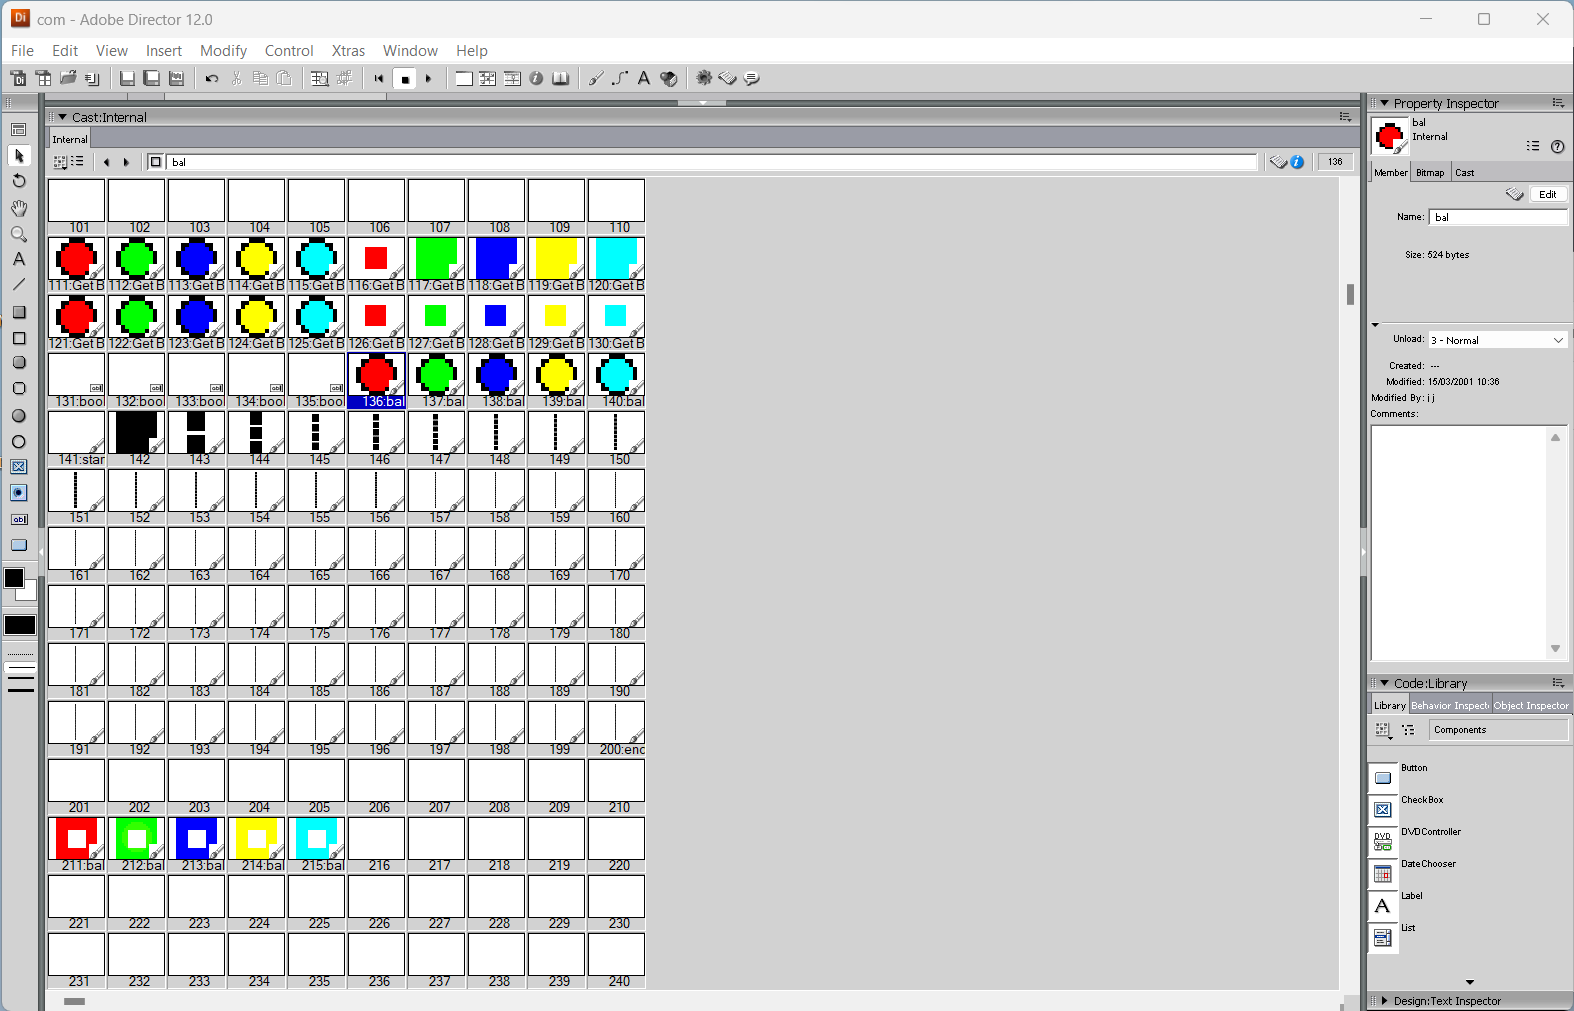 com - Adobe Director 12.0
File Edit View Insert Modify Control Xtras Window Help
Cast:Internal
Internal
bal 136
101 102 103 104 105 106 107 108 109 110
111:Get B 112:Get B 113:Get B 114:Get B 115:Get B 116:Get B 117:Get B 118:Get B 119:Get B 120:Get B
121:Get B 122:Get B 123:Get B 124:Get B 125:Get B 126:Get B 127:Get B 128:Get B 129:Get B 130:Get B
131:bool 132:bool 133:bool 134:bool 135:bool 136:bal 137:bal 138:bal 139:bal 140:bal
141:star 142 143 144 145 146 147 148 149 150
151 152 153 154 155 156 157 158 159 160
161 162 163 164 165 166 167 168 169 170
171 172 173 174 175 176 177 178 179 180
181 182 183 184 185 186 187 188 189 190
191 192 193 194 195 196 197 198 199 200:enc
201 202 203 204 205 206 207 208 209 210
211:bal 212:bal 213:bal 214:bal 215:bal 216 217 218 219 220
221 222 223 224 225 226 227 228 229 230
231 232 233 234 235 236 237 238 239 240
Property Inspector
bal
Internal
Member Bitmap Cast
Edit
Name: bal
Size: 524 bytes
Unload: 3 - Normal
Created: ---
Modified: 15/03/2001 10:36
Modified By: j j
Comments:
Code:Library
Library Behavior Inspect Object Inspector
Components
Button
CheckBox
DVDController
DateChooser
Label
List
Design:Text Inspector